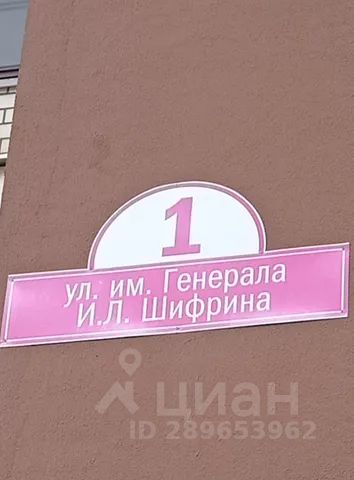 1
ул. им. Генерала
И.Л. Шифрина
циан
ID 289653962